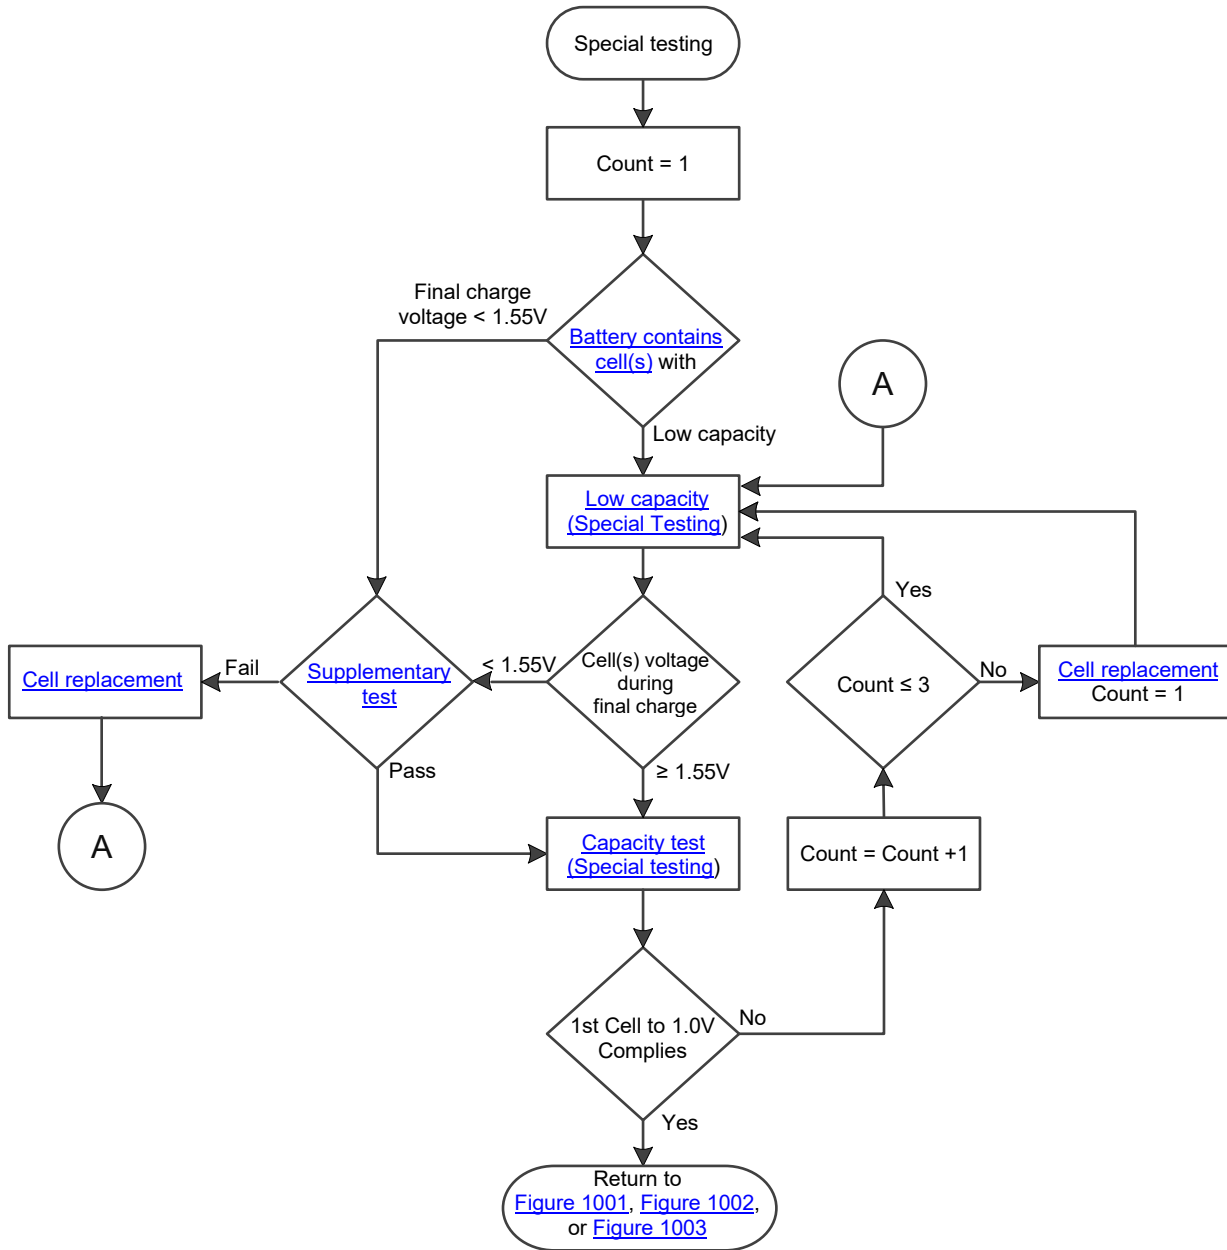 Special testing
Count = 1
Final charge
voltage < 1.55V
Battery contains
cell(s) with
A
Low capacity
Low capacity
(Special Testing)
Yes
Cell replacement
Fail
Supplementary
test
< 1.55V
Cell(s) voltage
during
final charge
Count ≤ 3
No
Cell replacement
Count = 1
Pass
≥ 1.55V
A
Capacity test
(Special testing)
Count = Count +1
1st Cell to 1.0V
Complies
No
Yes
Return to
Figure 1001, Figure 1002,
or Figure 1003